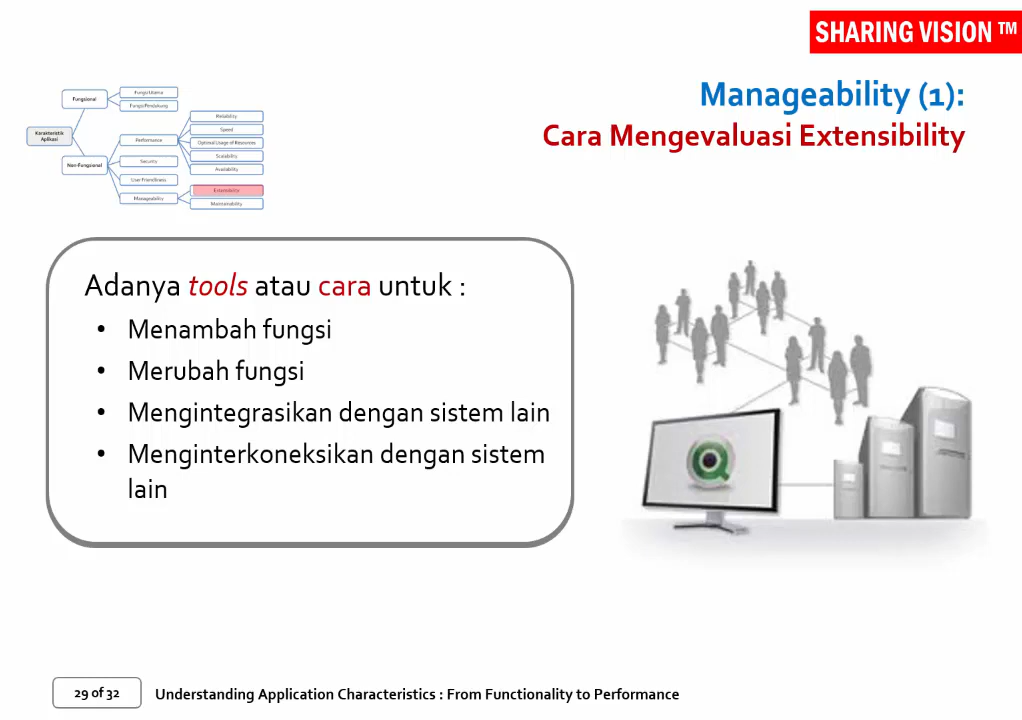 SHARING VISION ™
Manageability (1):
Cara Mengevaluasi Extensibility
Karakteristik
Aplikasi
Fungsional
Fungsi Utama
Fungsi Pendukung
Non-Fungsional
Performance
Reliability
Speed
Optimal Usage of Resources
Scalability
Availability
Security
User Friendliness
Manageability
Extensibility
Maintainability
Adanya tools atau cara untuk :
• Menambah fungsi
• Merubah fungsi
• Mengintegrasikan dengan sistem lain
• Menginterkoneksikan dengan sistem
lain
29 of 32
Understanding Application Characteristics : From Functionality to Performance